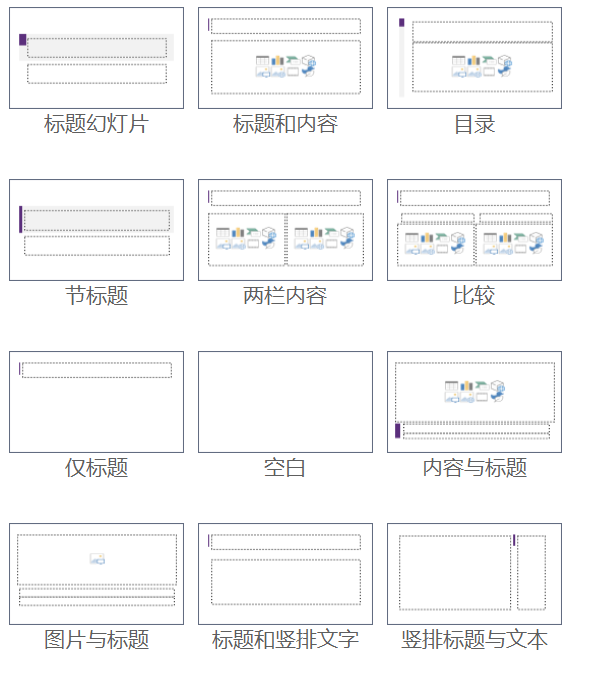 标题幻灯片
标题和内容
目录
节标题
两栏内容
比较
仅标题
空白
内容与标题
图片与标题
标题和竖排文字
竖排标题与文本